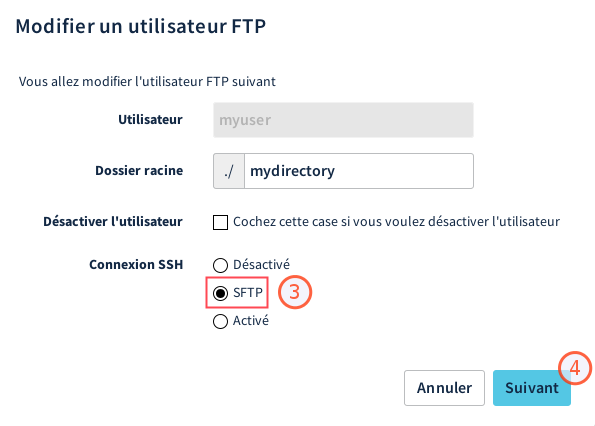 Modifier un utilisateur FTP
Vous allez modifier l'utilisateur FTP suivant
Utilisateur myuser
Dossier racine ./ mydirectory
Désactiver l'utilisateur Cochez cette case si vous voulez désactiver l'utilisateur
Connexion SSH Désactivé
SFTP 3
Activé
4
Annuler Suivant